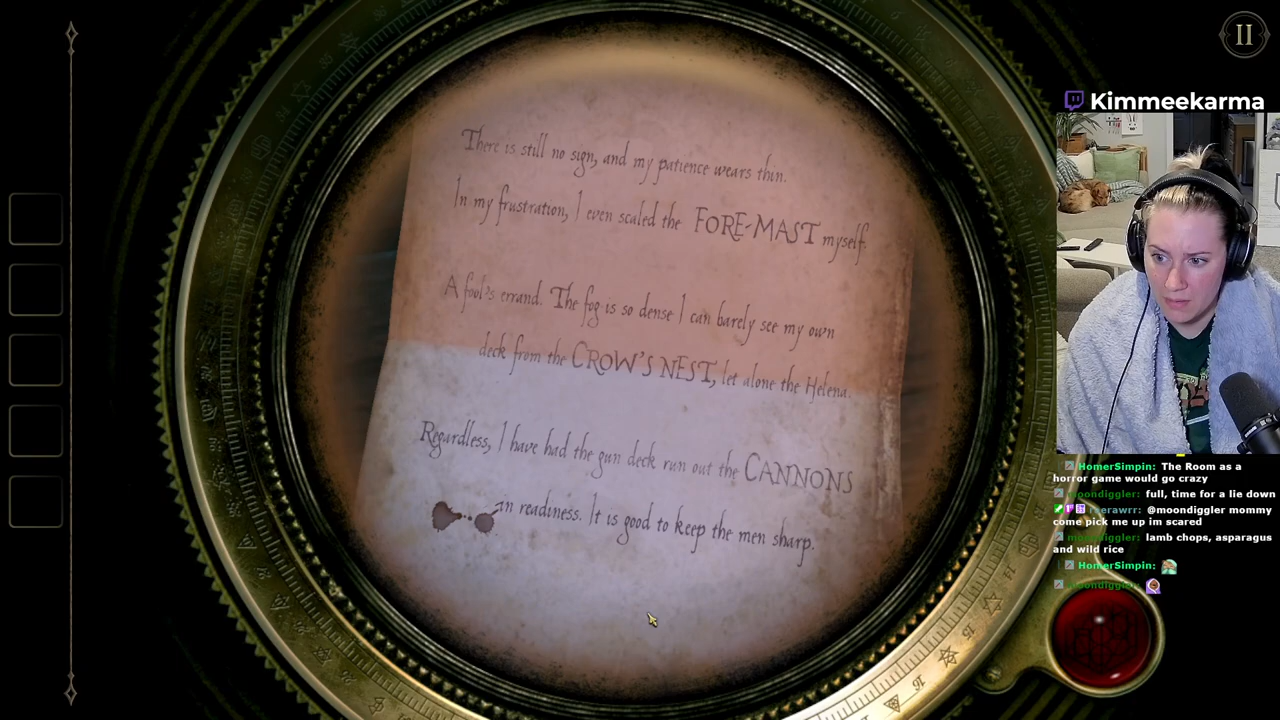 II
Kimmeekarma
There is still no sign, and my patience wears thin.
In my frustration, I even scaled the FORE-MAST myself.
A fool's errand. The fog is so dense I can barely see my own
deck from the CROW'S NEST, let alone the Helena.
Regardless, I have had the gun deck run out the CANNONS
in readiness. It is good to keep the men sharp.
HomerSimpin: The Room as a
horror game would go crazy
moondiggler: full, time for a lie down
@moondiggler mommy
come pick me up im scared
moondiggler: lamb chops, asparagus
and wild rice
HomerSimpin: